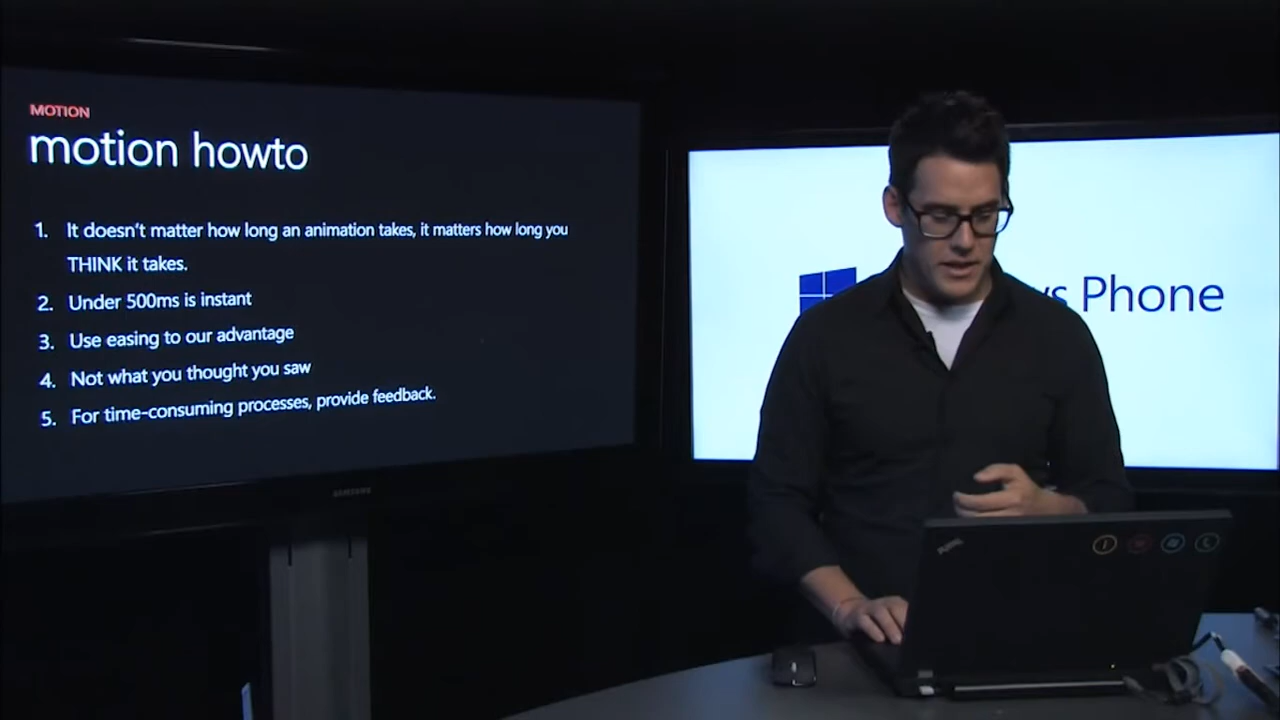 MOTION
motion howto
1. It doesn't matter how long an animation takes, it matters how long you
THINK it takes.
2. Under 500ms is instant
3. Use easing to our advantage
4. Not what you thought you saw
5. For time-consuming processes, provide feedback.
SAMSUNG
Phone
ThinkPad